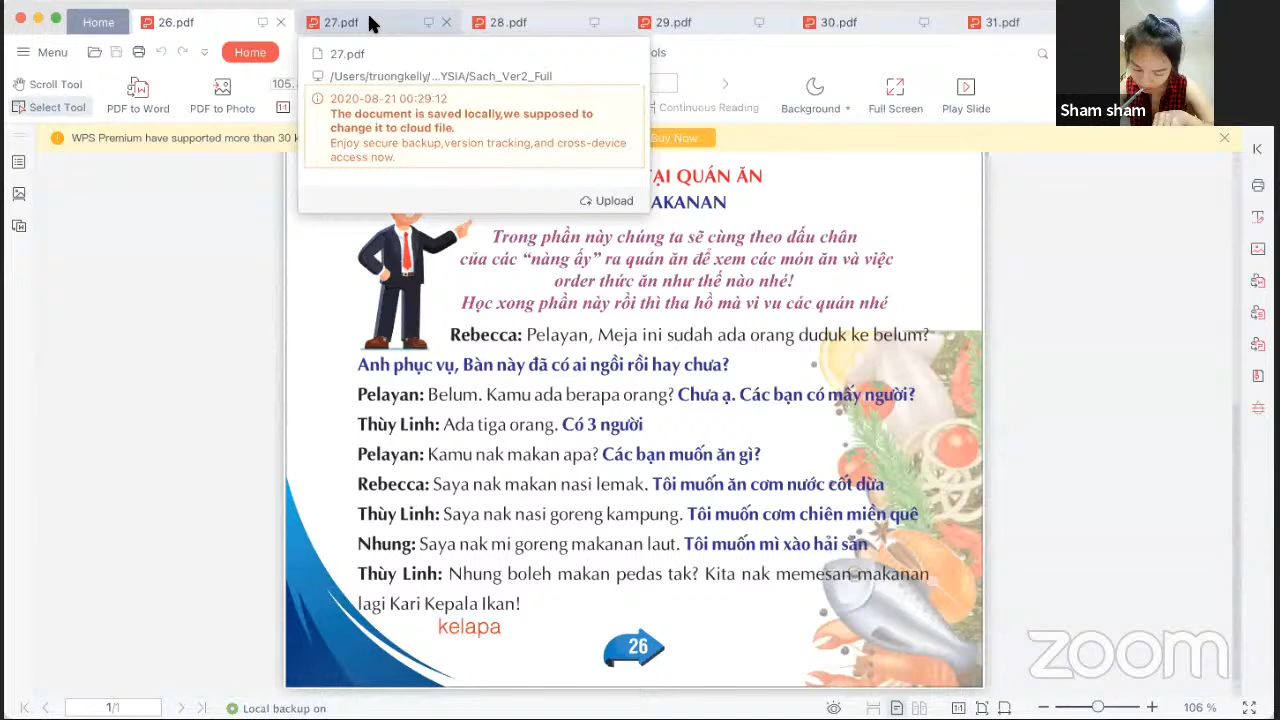 Home
26.pdf
27.pdf
28.pdf
29.pdf
30.pdf
31.pdf
Menu
Home
ols
Scroll Tool
Select Tool
PDF to Word
PDF to Photo
105.
Continuous Reading
Background
Full Screen
Play Slide
27.pdf
/Users/truongkelly/...YSIA/Sach_Ver2_Full
2020-08-21 00:29:12
The document is saved locally,we supposed to
change it to cloud file.
Enjoy secure backup,version tracking,and cross-device
access now.
Upload
Sham sham
WPS Premium have supported more than 30
Buy Now
TẠI QUÁN ĂN
AKANAN
Trong phần này chúng ta sẽ cùng theo dấu chân
của các “nàng ấy” ra quán ăn để xem các món ăn và việc
order thức ăn như thế nào nhé!
Học xong phần này rồi thì tha hồ mà vi vu các quán nhé
Rebecca: Pelayan, Meja ini sudah ada orang duduk ke belum?
Anh phục vụ, Bàn này đã có ai ngồi rồi hay chưa?
Pelayan: Belum. Kamu ada berapa orang? Chưa ạ. Các bạn có mấy người?
Thùy Linh: Ada tiga orang. Có 3 người
Pelayan: Kamu nak makan apa? Các bạn muốn ăn gì?
Rebecca: Saya nak makan nasi lemak. Tôi muốn ăn cơm nước cốt dừa
Thùy Linh: Saya nak nasi goreng kampung. Tôi muốn cơm chiên miền quê
Nhung: Saya nak mi goreng makanan laut. Tôi muốn mì xào hải sản
Thùy Linh: Nhung boleh makan pedas tak? Kita nak memesan makanan
lagi Kari Kepala Ikan!
kelapa
26
zoom
1/1
Local backup on
106 %